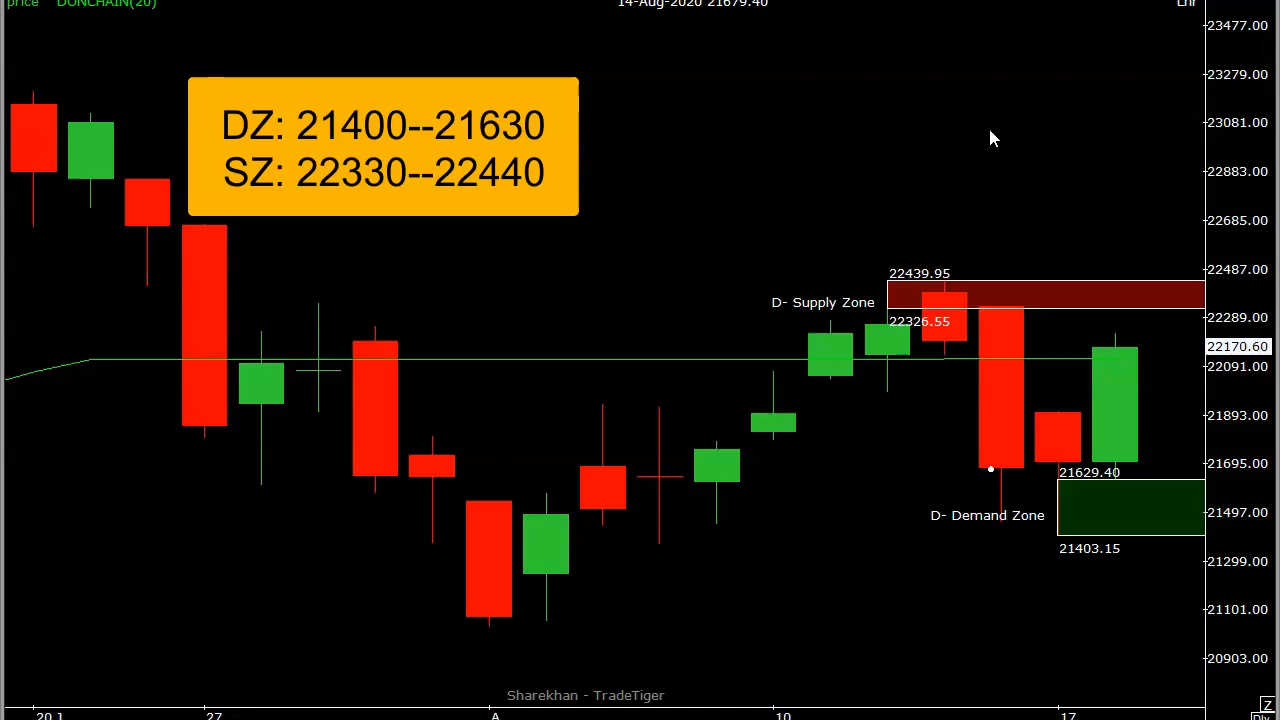 price DONCHAIN(20)
14-Aug-2020 21679.40
Lnr
23477.00
23279.00
DZ: 21400--21630
23081.00
SZ: 22330--22440
22883.00
22685.00
22487.00
22439.95
D- Supply Zone
22326.55
22289.00
22170.60
22091.00
21893.00
21695.00
21629.40
21497.00
D- Demand Zone
21403.15
21299.00
21101.00
20903.00
Sharekhan - TradeTiger
Z
20 J 27 A 10 17 Dly